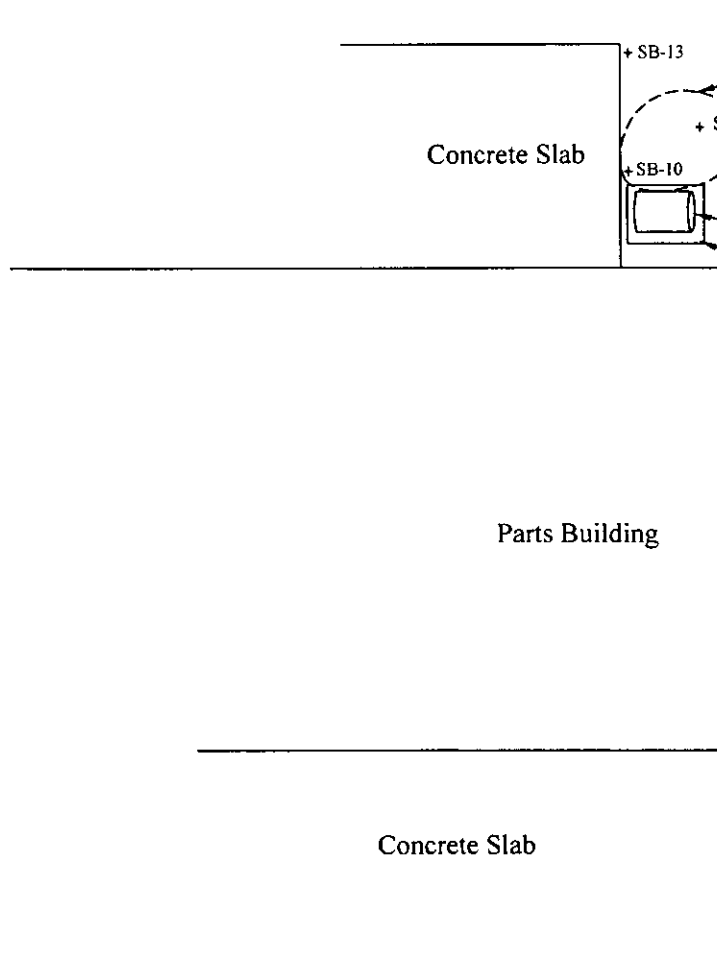 + SB-13
+ S
Concrete Slab
+ SB-10
Parts Building
Concrete Slab